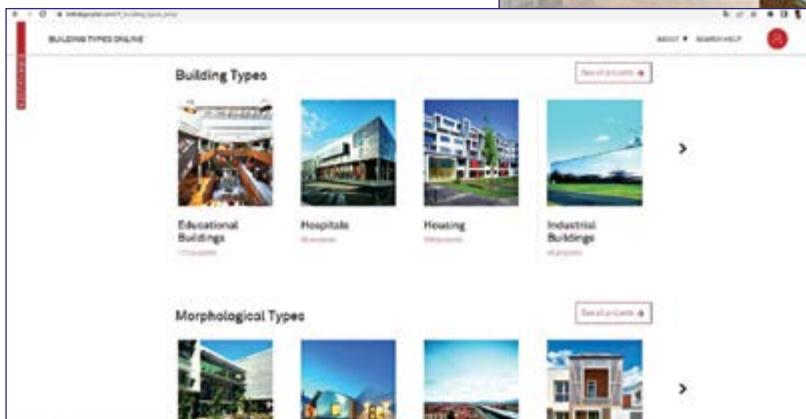 BUILDING TYPES ONLINE
ABOUT ▼ SEARCH HELP
Building Types
See all projects →
Educational
Buildings
Hospitals
Housing
Industrial
Buildings
Morphological Types
See all projects →